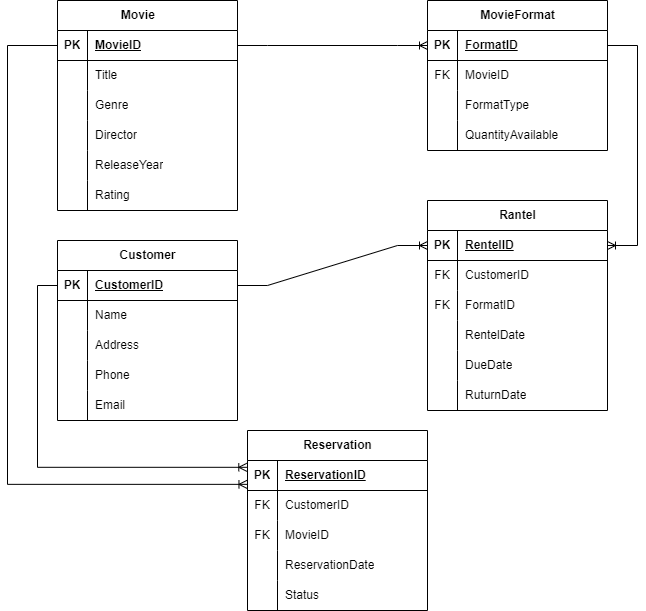 Movie
PK MovieID
Title
Genre
Director
ReleaseYear
Rating
MovieFormat
PK FormatID
FK MovieID
FormatType
QuantityAvailable
Customer
PK CustomerID
Name
Address
Phone
Email
Rantel
PK RentelID
FK CustomerID
FK FormatID
RentelDate
DueDate
RuturnDate
Reservation
PK ReservationID
FK CustomerID
FK MovieID
ReservationDate
Status